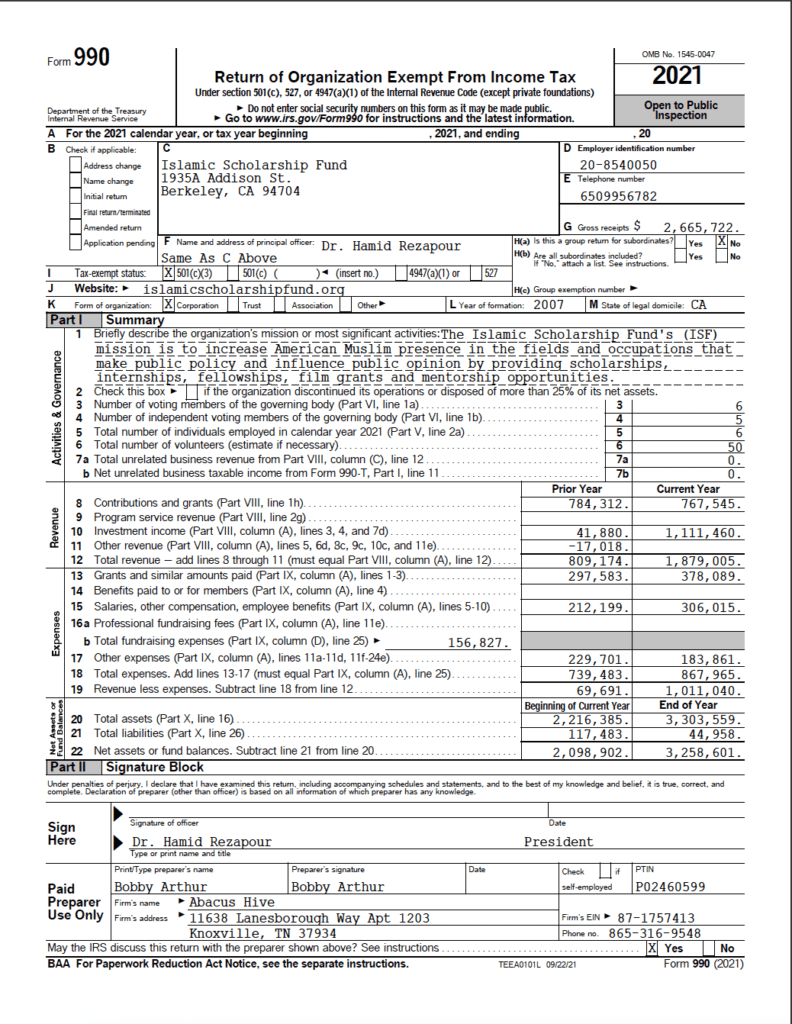 Form 990
OMB No. 1545-0047
Return of Organization Exempt From Income Tax
2021
Under section 501(c), 527, or 4947(a)(1) of the Internal Revenue Code (except private foundations)
Department of the Treasury
Internal Revenue Service
► Do not enter social security numbers on this form as it may be made public.
► Go to www.irs.gov/Form990 for instructions and the latest information.
Open to Public
Inspection
A For the 2021 calendar year, or tax year beginning , 2021, and ending , 20
B Check if applicable:
Address change
Name change
Initial return
Final return/terminated
Amended return
Application pending
C
Islamic Scholarship Fund
1935A Addison St.
Berkeley, CA 94704
D Employer identification number
20-8540050
E Telephone number
6509956782
G Gross receipts $ 2,665,722.
F Name and address of principal officer: Dr. Hamid Rezapour
Same As C Above
H(a) Is this a group return for subordinates? Yes X No
H(b) Are all subordinates included? Yes No
If "No," attach a list. See instructions.
I Tax-exempt status: X 501(c)(3) 501(c) ( )◄ (insert no.) 4947(a)(1) or 527
J Website: ► islamicscholarshipfund.org
H(c) Group exemption number ►
K Form of organization: X Corporation Trust Association Other ► L Year of formation: 2007 M State of legal domicile: CA
Part I Summary
Activities & Governance
1 Briefly describe the organization's mission or most significant activities: The Islamic Scholarship Fund's (ISF)
mission is to increase American Muslim presence in the fields and occupations that
make public policy and influence public opinion by providing scholarships,
internships, fellowships, film grants and mentorship opportunities.
2 Check this box ► if the organization discontinued its operations or disposed of more than 25% of its net assets.
3 Number of voting members of the governing body (Part VI, line 1a) 3 6
4 Number of independent voting members of the governing body (Part VI, line 1b) 4 5
5 Total number of individuals employed in calendar year 2021 (Part V, line 2a) 5 6
6 Total number of volunteers (estimate if necessary) 6 50
7a Total unrelated business revenue from Part VIII, column (C), line 12 7a 0.
b Net unrelated business taxable income from Form 990-T, Part I, line 11 7b 0.
Prior Year Current Year
Revenue
8 Contributions and grants (Part VIII, line 1h) 784,312. 767,545.
9 Program service revenue (Part VIII, line 2g)
10 Investment income (Part VIII, column (A), lines 3, 4, and 7d) 41,880. 1,111,460.
11 Other revenue (Part VIII, column (A), lines 5, 6d, 8c, 9c, 10c, and 11e) -17,018.
12 Total revenue – add lines 8 through 11 (must equal Part VIII, column (A), line 12) 809,174. 1,879,005.
Expenses
13 Grants and similar amounts paid (Part IX, column (A), lines 1-3) 297,583. 378,089.
14 Benefits paid to or for members (Part IX, column (A), line 4)
15 Salaries, other compensation, employee benefits (Part IX, column (A), lines 5-10) 212,199. 306,015.
16a Professional fundraising fees (Part IX, column (A), line 11e)
b Total fundraising expenses (Part IX, column (D), line 25) ► 156,827.
17 Other expenses (Part IX, column (A), lines 11a-11d, 11f-24e) 229,701. 183,861.
18 Total expenses. Add lines 13-17 (must equal Part IX, column (A), line 25) 739,483. 867,965.
19 Revenue less expenses. Subtract line 18 from line 12 69,691. 1,011,040.
Net Assets or
Fund Balances
Beginning of Current Year End of Year
20 Total assets (Part X, line 16) 2,216,385. 3,303,559.
21 Total liabilities (Part X, line 26) 117,483. 44,958.
22 Net assets or fund balances. Subtract line 21 from line 20 2,098,902. 3,258,601.
Part II Signature Block
Under penalties of perjury, I declare that I have examined this return, including accompanying schedules and statements, and to the best of my knowledge and belief, it is true, correct, and
complete. Declaration of preparer (other than officer) is based on all information of which preparer has any knowledge.
Sign
Here
Signature of officer Date
Dr. Hamid Rezapour President
Type or print name and title
Paid
Preparer
Use Only
Print/Type preparer's name Preparer's signature Date Check if PTIN
Bobby Arthur Bobby Arthur self-employed P02460599
Firm's name ► Abacus Hive
Firm's address ► 11638 Lanesborough Way Apt 1203 Firm's EIN ► 87-1757413
Knoxville, TN 37934 Phone no. 865-316-9548
May the IRS discuss this return with the preparer shown above? See instructions X Yes No
BAA For Paperwork Reduction Act Notice, see the separate instructions. TEEA0101L 09/22/21 Form 990 (2021)